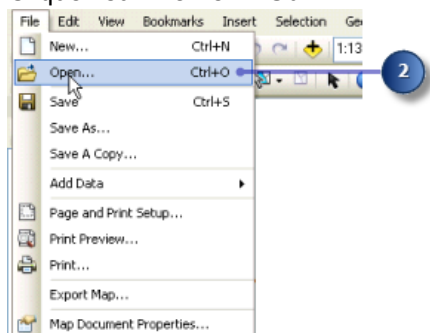 File Edit View Bookmarks Insert Selection
New... Ctrl+N
1:13
Open... Ctrl+O
2
Save Ctrl+S
Save As...
Save A Copy...
Add Data
Page and Print Setup...
Print Preview...
Print...
Export Map...
Map Document Properties...